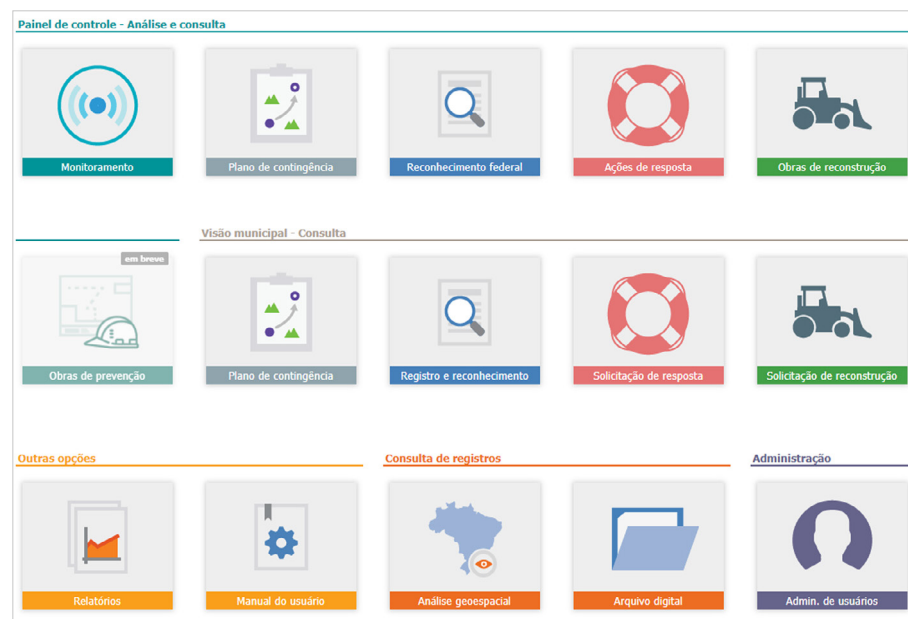 Painel de controle - Análise e consulta
Monitoramento
Plano de contingência
Reconhecimento federal
Ações de resposta
Obras de reconstrução
Visão municipal - Consulta
em breve
Obras de prevenção
Plano de contingência
Registro e reconhecimento
Solicitação de resposta
Solicitação de reconstrução
Outras opções
Consulta de registros
Administração
Relatórios
Manual do usuário
Análise geoespacial
Arquivo digital
Admin. de usuários